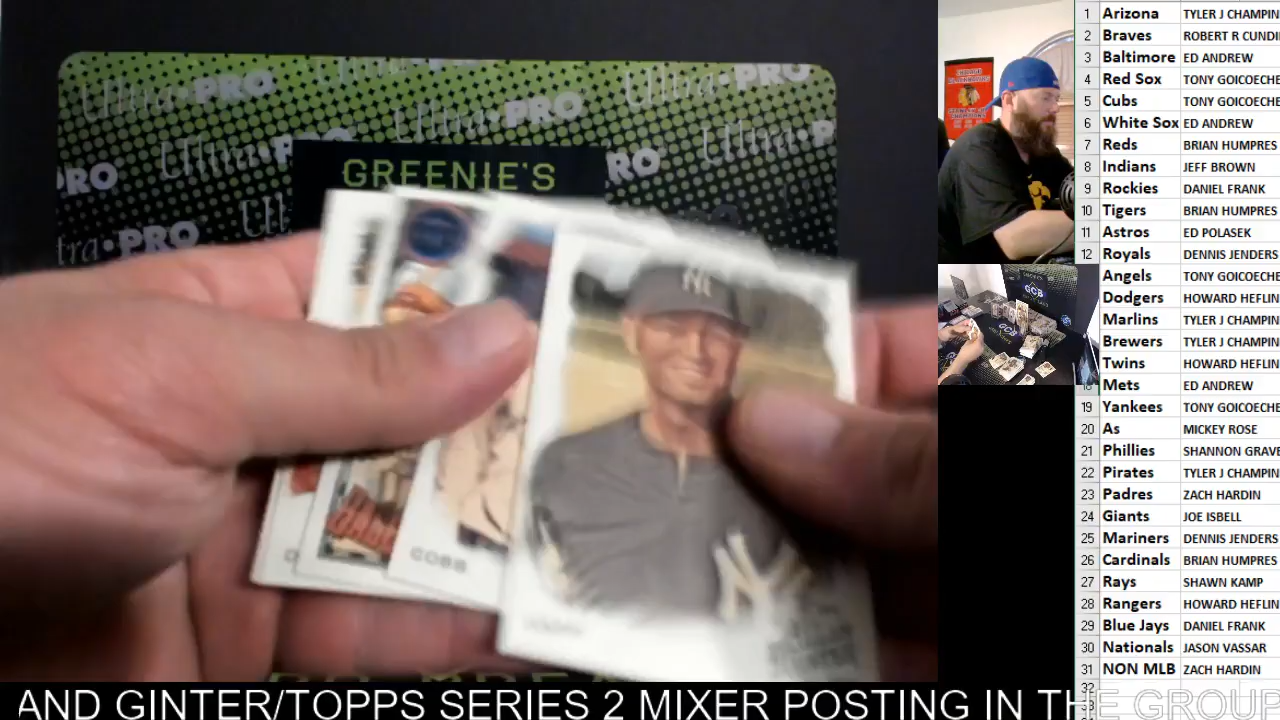 Ultra•PRO
Ultra•PRO
Ultra•PRO
Ultra•PRO
Ultra P
PRO
RO
tra•PRO
Ult
GREENIE'S
NY
NY
COBB
GCB
1 Arizona TYLER J CHAMPIN
2 Braves ROBERT R CUNDI
3 Baltimore ED ANDREW
4 Red Sox TONY GOICOECHE
5 Cubs TONY GOICOECHE
6 White Sox ED ANDREW
7 Reds BRIAN HUMPRES
8 Indians JEFF BROWN
9 Rockies DANIEL FRANK
10 Tigers BRIAN HUMPRES
11 Astros ED POLASEK
12 Royals DENNIS JENDERS
Angels TONY GOICOECHE
Dodgers HOWARD HEFLIN
Marlins TYLER J CHAMPIN
Brewers TYLER J CHAMPIN
Twins HOWARD HEFLIN
Mets ED ANDREW
19 Yankees TONY GOICOECHE
20 As MICKEY ROSE
21 Phillies SHANNON GRAVE
22 Pirates TYLER J CHAMPIN
23 Padres ZACH HARDIN
24 Giants JOE ISBELL
25 Mariners DENNIS JENDERS
26 Cardinals BRIAN HUMPRES
27 Rays SHAWN KAMP
28 Rangers HOWARD HEFLIN
29 Blue Jays DANIEL FRANK
30 Nationals JASON VASSAR
31 NON MLB ZACH HARDIN
32
AND GINTER/TOPPS SERIES 2 MIXER POSTING IN THE GROUP